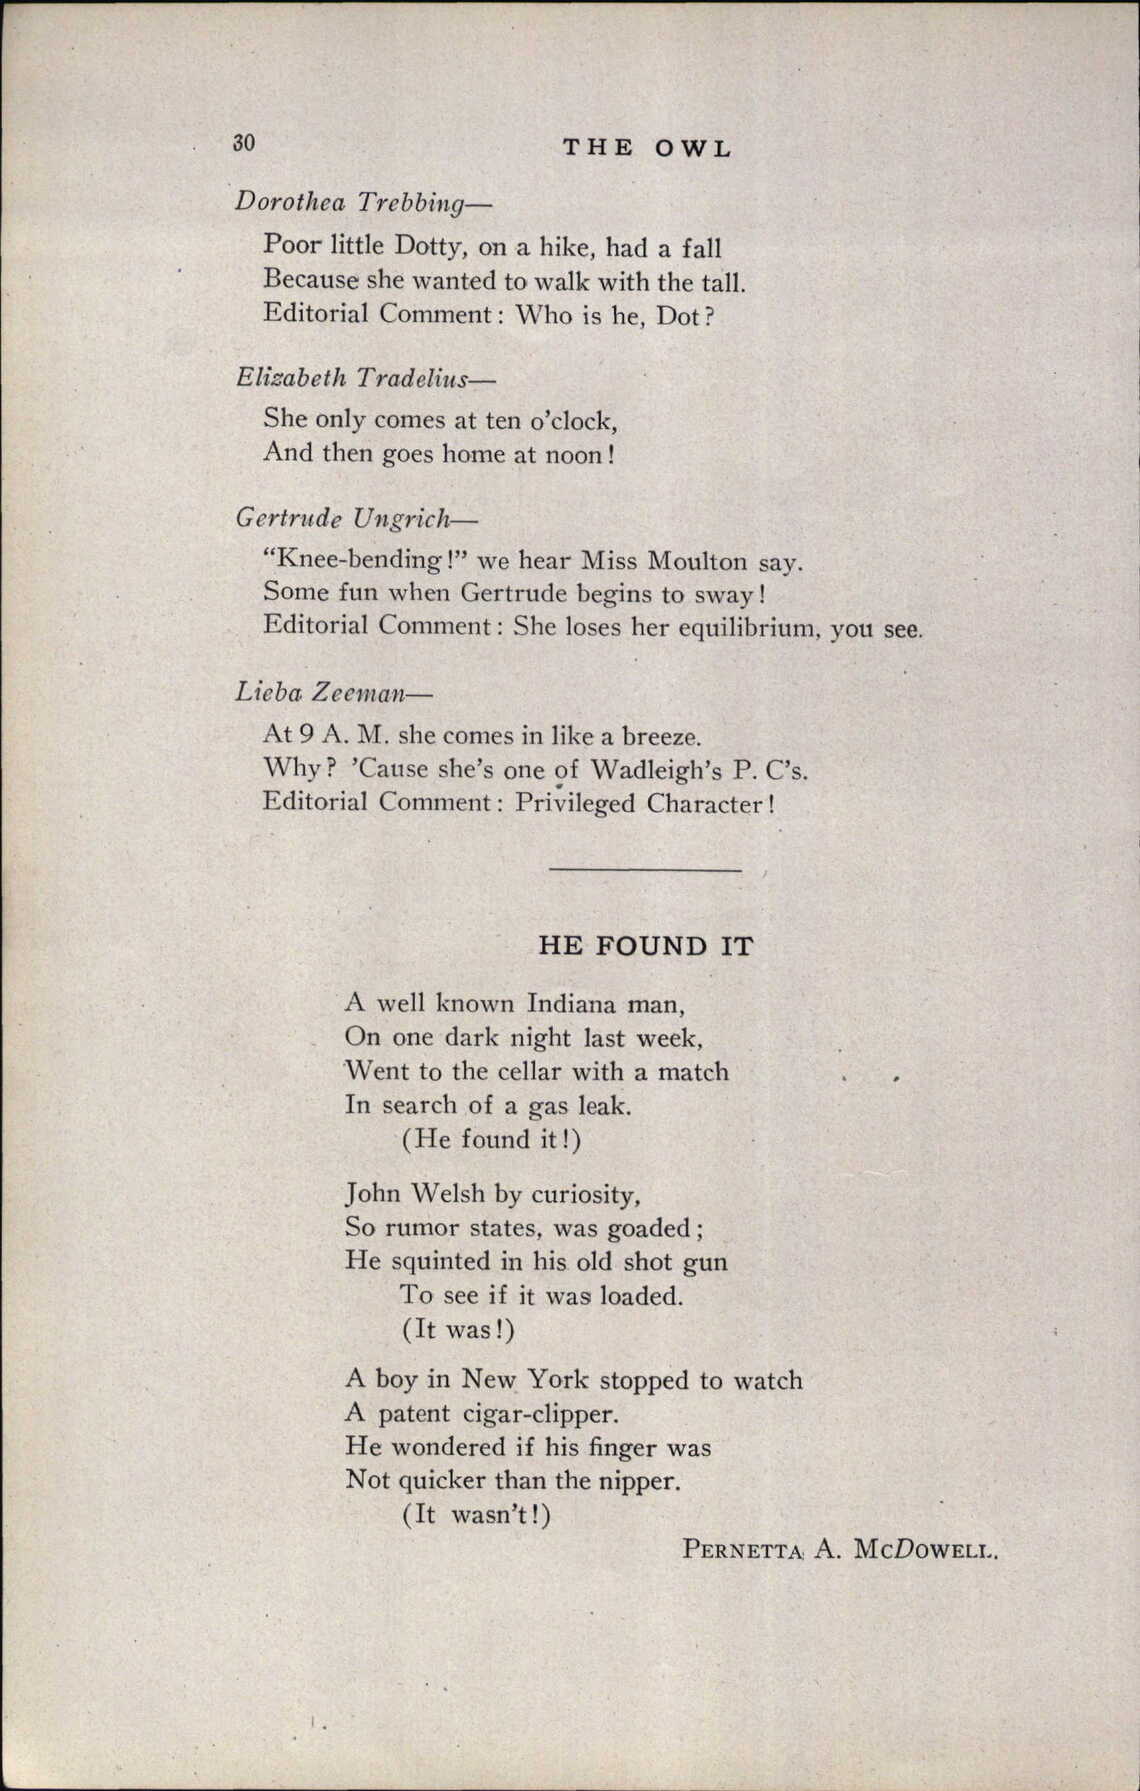 30
THE OWL
Dorothea Trebbing—
Poor little Dotty, on a hike, had a fall
Because she wanted to walk with the tall.
Editorial Comment: Who is he, Dot?
Elizabeth Tradelius—
She only comes at ten o'clock,
And then goes home at noon!
Gertrude Ungrich—
"Knee-bending!" we hear Miss Moulton say.
Some fun when Gertrude begins to sway!
Editorial Comment: She loses her equilibrium, you see.
Lieba Zeeman—
At 9 A. M. she comes in like a breeze.
Why? 'Cause she's one of Wadleigh's P. C's.
Editorial Comment: Privileged Character!
HE FOUND IT
A well known Indiana man,
On one dark night last week,
Went to the cellar with a match
In search of a gas leak.
(He found it!)
John Welsh by curiosity,
So rumor states, was goaded;
He squinted in his old shot gun
To see if it was loaded.
(It was!)
A boy in New York stopped to watch
A patent cigar-clipper.
He wondered if his finger was
Not quicker than the nipper.
(It wasn't!)
PERNETTA A. MCDOWELL.